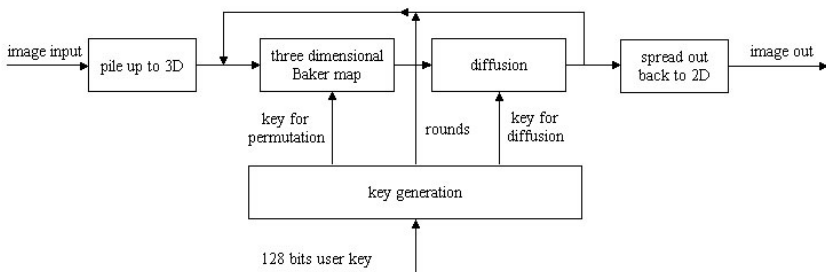 image input
pile up to 3D
three dimensional
Baker map
diffusion
spread out
back to 2D
image out
key for
permutation
rounds
key for
diffusion
key generation
128 bits user key